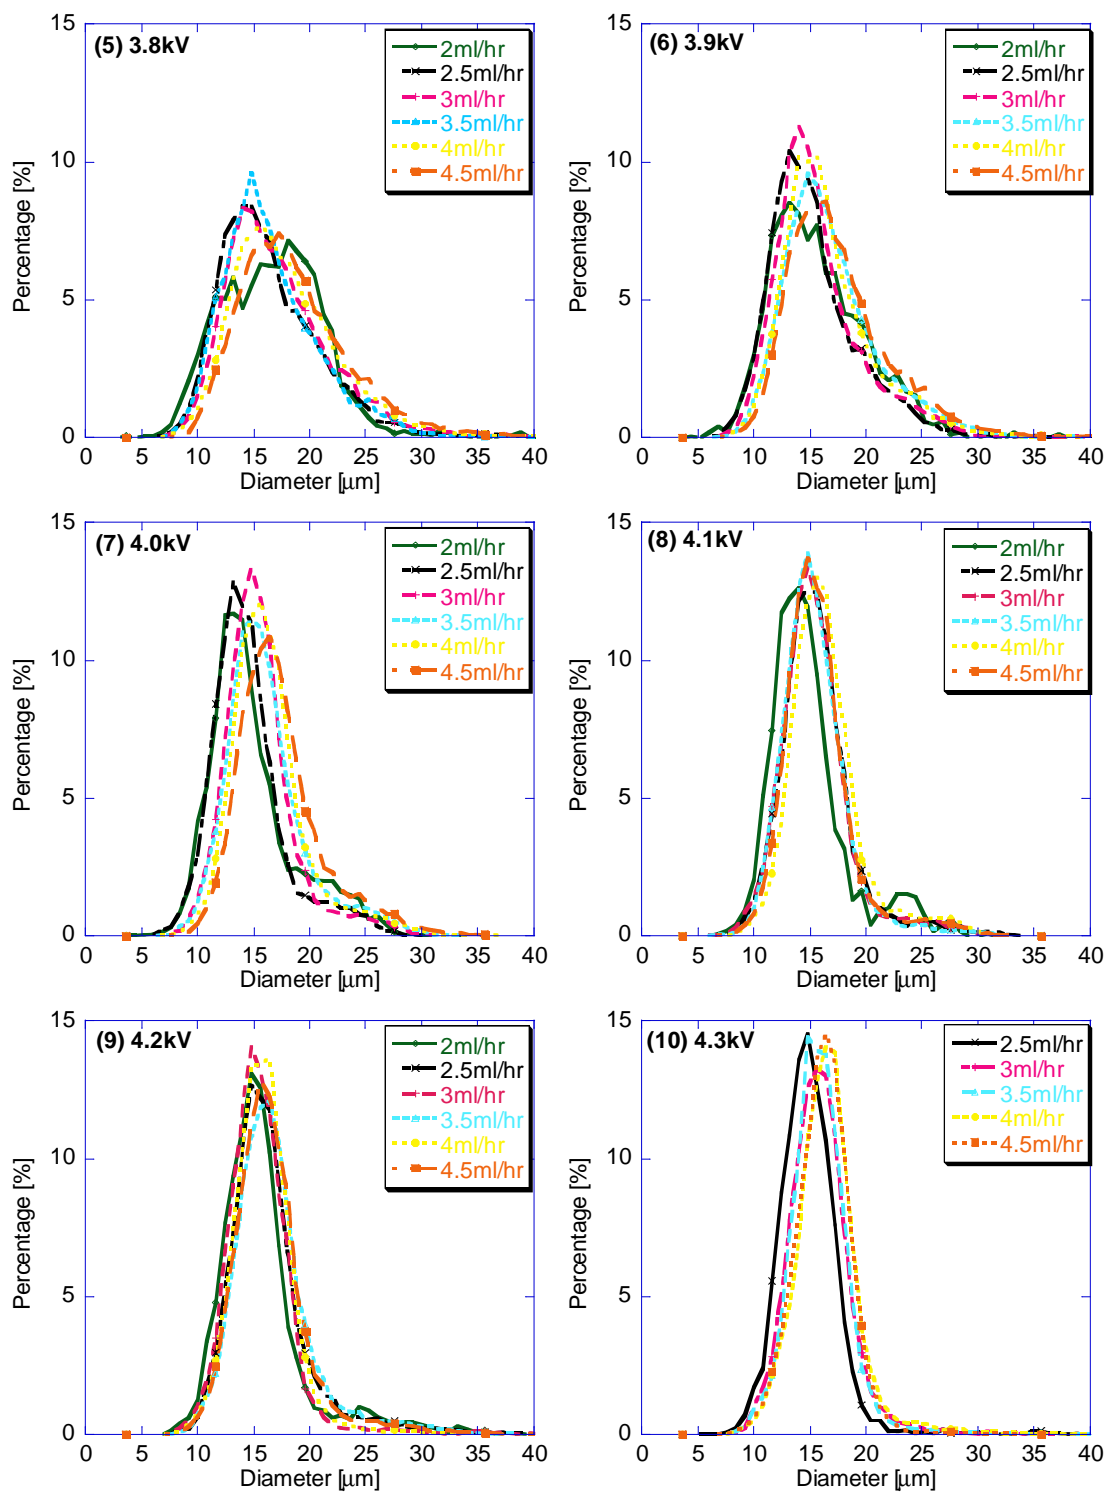 (5) 3.8kV
2ml/hr
2.5ml/hr
3ml/hr
3.5ml/hr
4ml/hr
4.5ml/hr
Percentage [%]
15
10
5
0
0 5 10 15 20 25 30 35 40
Diameter [μm]
(6) 3.9kV
2ml/hr
2.5ml/hr
3ml/hr
3.5ml/hr
4ml/hr
4.5ml/hr
Percentage [%]
15
10
5
0
0 5 10 15 20 25 30 35 40
Diameter [μm]
(7) 4.0kV
2ml/hr
2.5ml/hr
3ml/hr
3.5ml/hr
4ml/hr
4.5ml/hr
Percentage [%]
15
10
5
0
0 5 10 15 20 25 30 35 40
Diameter [μm]
(8) 4.1kV
2ml/hr
2.5ml/hr
3ml/hr
3.5ml/hr
4ml/hr
4.5ml/hr
Percentage [%]
15
10
5
0
0 5 10 15 20 25 30 35 40
Diameter [μm]
(9) 4.2kV
2ml/hr
2.5ml/hr
3ml/hr
3.5ml/hr
4ml/hr
4.5ml/hr
Percentage [%]
15
10
5
0
0 5 10 15 20 25 30 35 40
Diameter [μm]
(10) 4.3kV
2.5ml/hr
3ml/hr
3.5ml/hr
4ml/hr
4.5ml/hr
Percentage [%]
15
10
5
0
0 5 10 15 20 25 30 35 40
Diameter [μm]